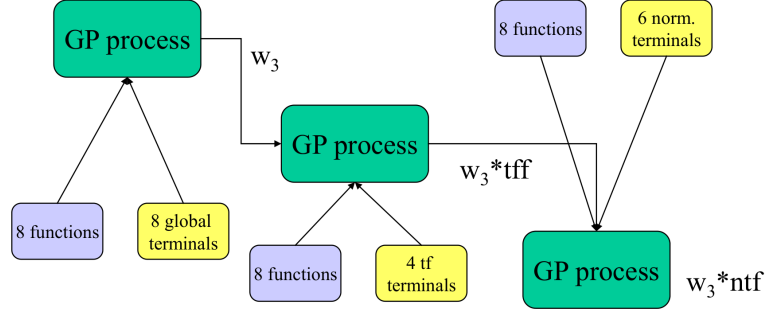 GP process
w₃
8 functions
8 global
terminals
GP process
w₃*tff
8 functions
4 tf
terminals
8 functions
6 norm.
terminals
GP process
w₃*ntf